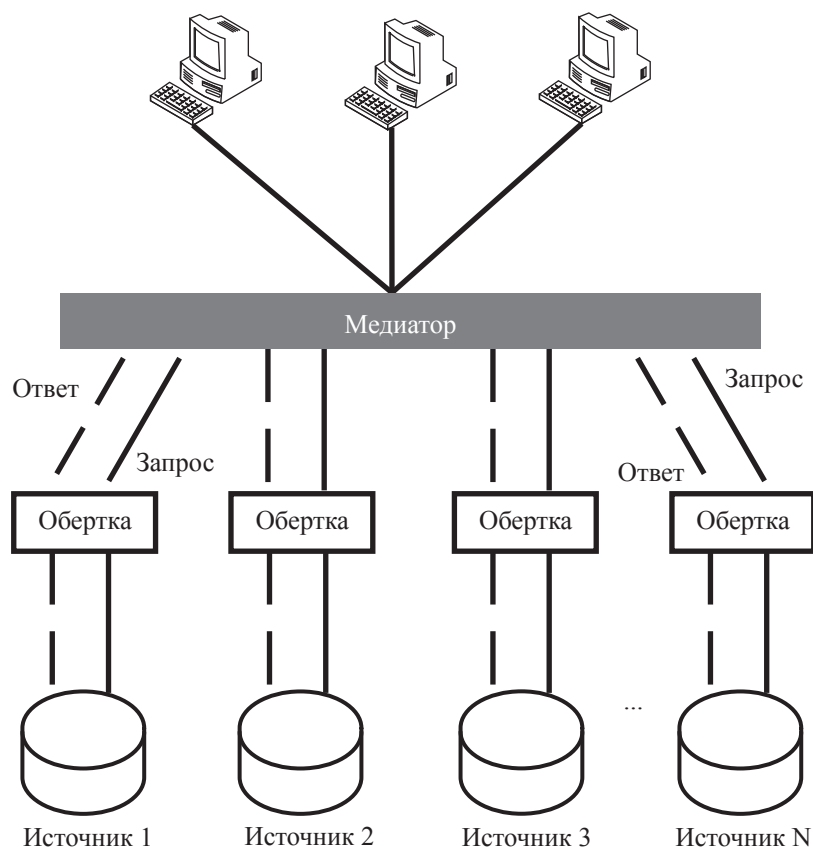 Медиатор
Ответ
Запрос
Запрос
Ответ
Обертка
Обертка
Обертка
Обертка
...
Источник 1
Источник 2
Источник 3
Источник N